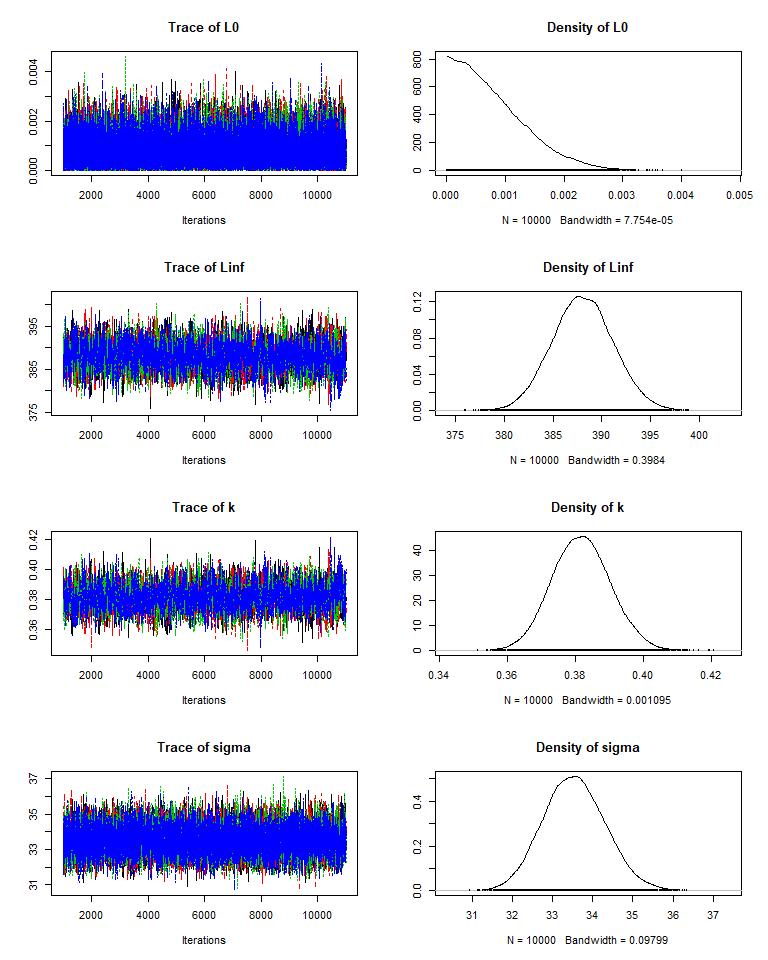 Trace of L0
0.000 0.002 0.004
2000 4000 6000 8000 10000
Iterations
Density of L0
0 200 400 600 800
0.000 0.001 0.002 0.003 0.004 0.005
N = 10000 Bandwidth = 7.754e-05
Trace of Linf
375 385 395
2000 4000 6000 8000 10000
Iterations
Density of Linf
0.00 0.04 0.08 0.12
375 380 385 390 395 400
N = 10000 Bandwidth = 0.3984
Trace of k
0.36 0.38 0.40 0.42
2000 4000 6000 8000 10000
Iterations
Density of k
0 10 20 30 40
0.34 0.36 0.38 0.40 0.42
N = 10000 Bandwidth = 0.001095
Trace of sigma
31 33 35 37
2000 4000 6000 8000 10000
Iterations
Density of sigma
0.0 0.2 0.4
31 32 33 34 35 36 37
N = 10000 Bandwidth = 0.09799